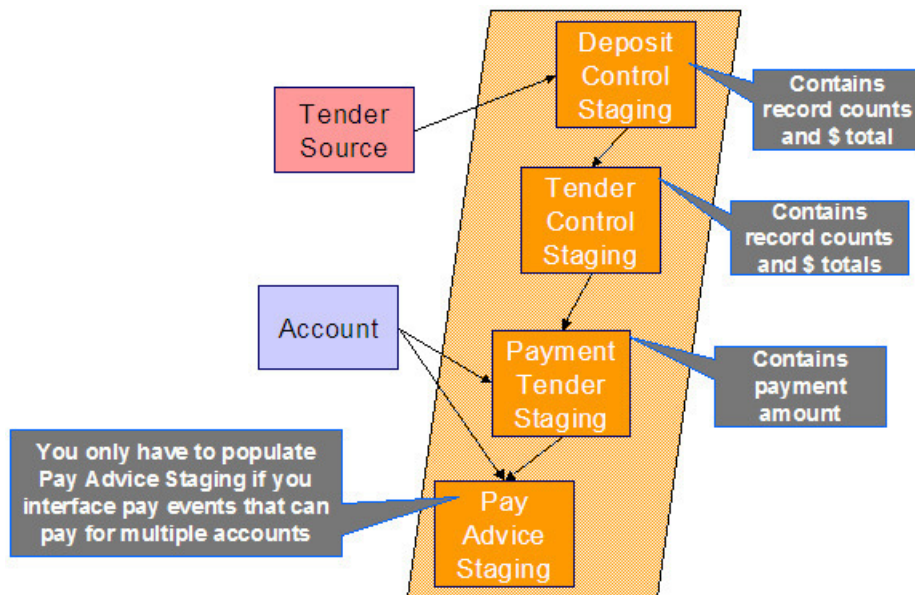 Deposit
Control
Staging
Contains
record counts
and $ total
Tender
Source
Tender
Control
Staging
Contains
record counts
and $ totals
Account
Payment
Tender
Staging
Contains
payment
amount
You only have to populate
Pay Advice Staging if you
interface pay events that can
pay for multiple accounts
Pay
Advice
Staging